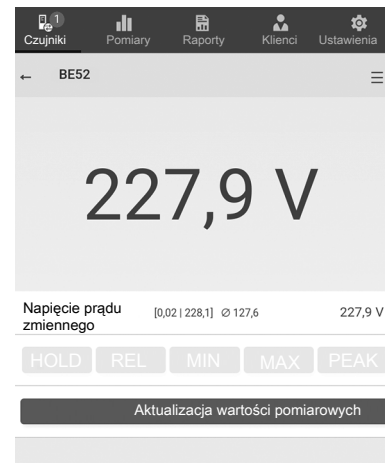 1
Czujniki Pomiary Raporty Klienci Ustawienia
← BE52
227,9 V
Napięcie prądu zmiennego [0,02 | 228,1] ∅ 127,6 227,9 V
HOLD REL MIN MAX PEAK
Aktualizacja wartości pomiarowych